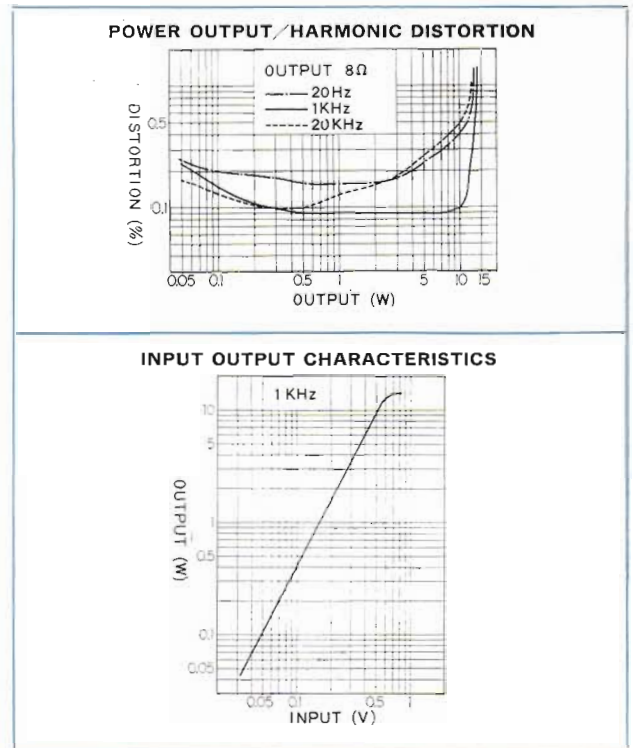 POWER OUTPUT/HARMONIC DISTORTION
OUTPUT 8Ω
20Hz
1KHz
20KHz
DISTORTION (%)
0.5
0.1
0.05 0.1 0.5 1 5 10 15
OUTPUT (W)
INPUT OUTPUT CHARACTERISTICS
1 KHz
OUTPUT (W)
10
5
1
0.5
0.1
0.05
0.05 0.1 0.5 1
INPUT (V)